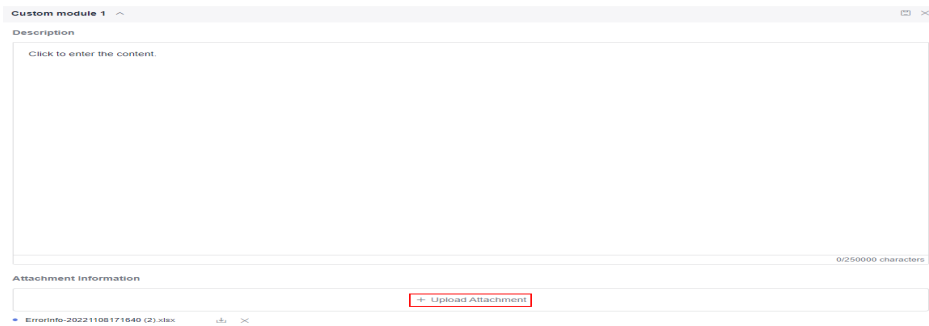 Custom module 1
Description
Click to enter the content.
0/250000 characters
Attachment Information
+ Upload Attachment
ErrorInfo-20221108171640 (2).xlsx